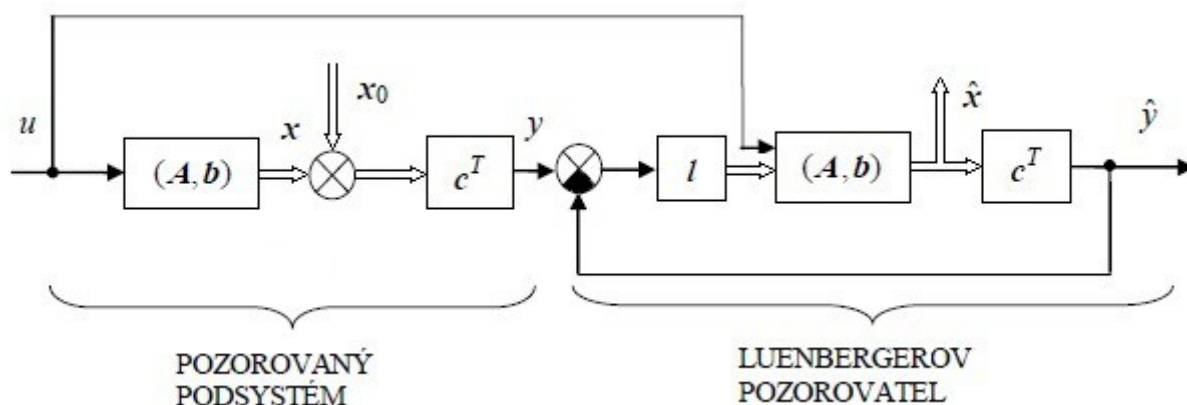 u
(A, b)
x
x₀
cᵀ
y
l
(A, b)
x̂
cᵀ
ŷ
POZOROVANÝ
PODSYSTÉM
LUENBERGEROV
POZOROVATEL